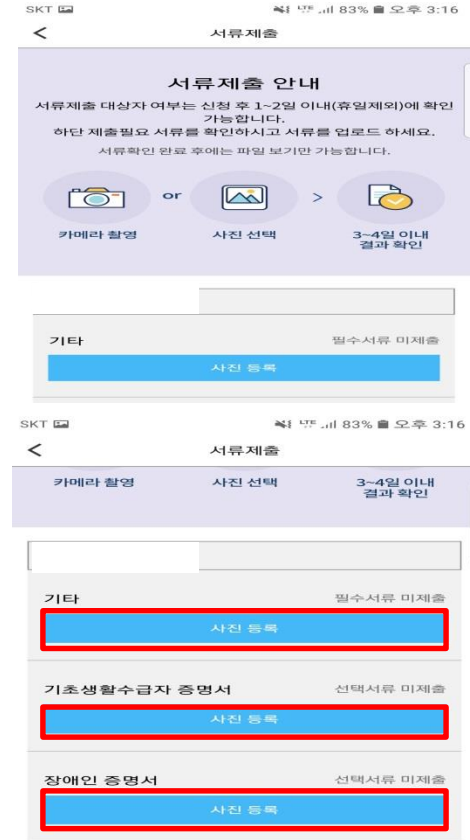 SKT LTE 83% 오후 3:16
< 서류제출
서류제출 안내
서류제출 대상자 여부는 신청 후 1~2일 이내(휴일제외)에 확인
가능합니다.
하단 제출필요 서류를 확인하시고 서류를 업로드 하세요.
서류확인 완료 후에는 파일 보기만 가능합니다.
or >
카메라 촬영 사진 선택 3~4일 이내
결과 확인
기타 필수서류 미제출
사진 등록
SKT LTE 83% 오후 3:16
< 서류제출
카메라 촬영 사진 선택 3~4일 이내
결과 확인
기타 필수서류 미제출
사진 등록
기초생활수급자 증명서 선택서류 미제출
사진 등록
장애인 증명서 선택서류 미제출
사진 등록